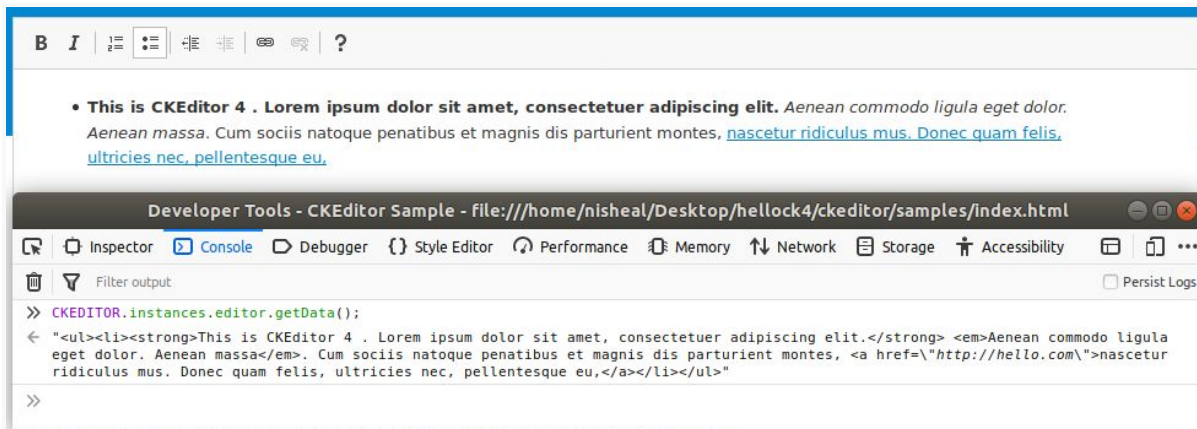 B I ?
• This is CKEditor 4 . Lorem ipsum dolor sit amet, consectetuer adipiscing elit. Aenean commodo ligula eget dolor.
Aenean massa. Cum sociis natoque penatibus et magnis dis parturient montes, nascetur ridiculus mus. Donec quam felis,
ultricies nec, pellentesque eu,
Developer Tools - CKEditor Sample - file:///home/nisheal/Desktop/hellock4/ckeditor/samples/index.html
Inspector Console Debugger {} Style Editor Performance Memory Network Storage Accessibility
Filter output Persist Logs
>> CKEDITOR.instances.editor.getData();
"<ul><li><strong>This is CKEditor 4 . Lorem ipsum dolor sit amet, consectetuer adipiscing elit.</strong> <em>Aenean commodo ligula
eget dolor. Aenean massa</em>. Cum sociis natoque penatibus et magnis dis parturient montes, <a href=\"http://hello.com\">nascetur
ridiculus mus. Donec quam felis, ultricies nec, pellentesque eu,</a></li></ul>"
>>